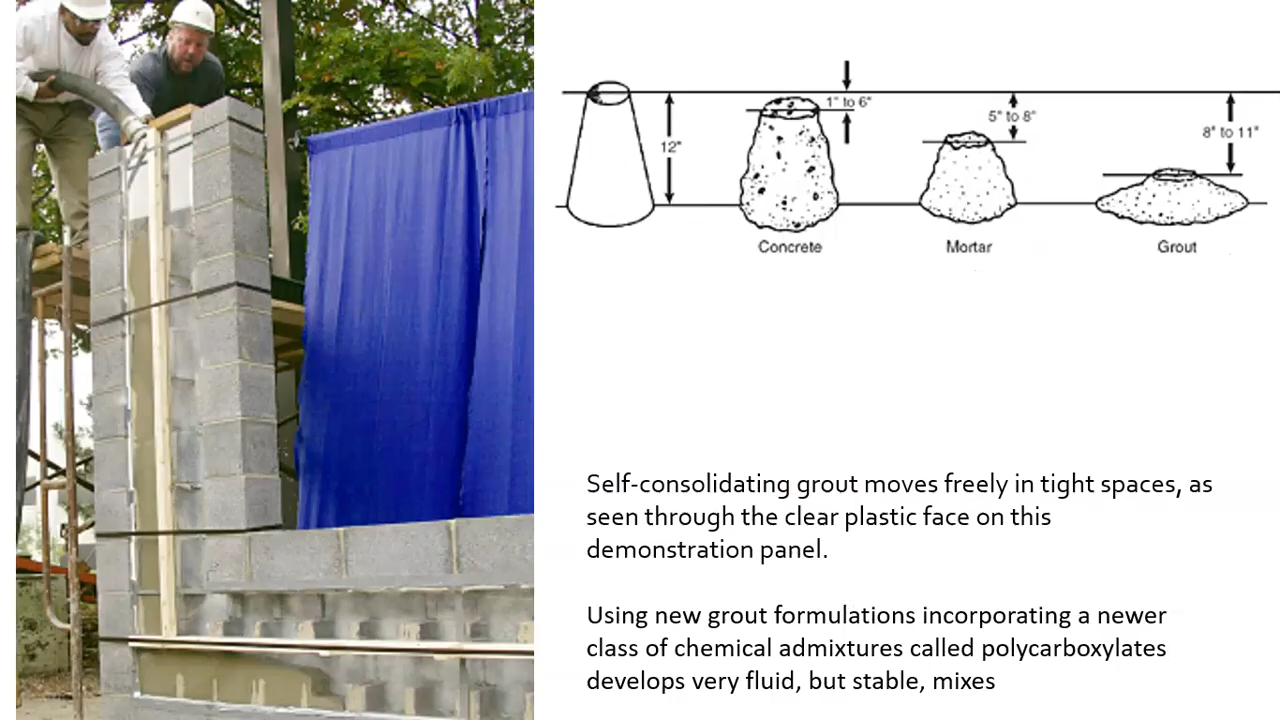 1" to 6"
5" to 8"
8" to 11"
12"
Concrete
Mortar
Grout
Self-consolidating grout moves freely in tight spaces, as
seen through the clear plastic face on this
demonstration panel.
Using new grout formulations incorporating a newer
class of chemical admixtures called polycarboxylates
develops very fluid, but stable, mixes